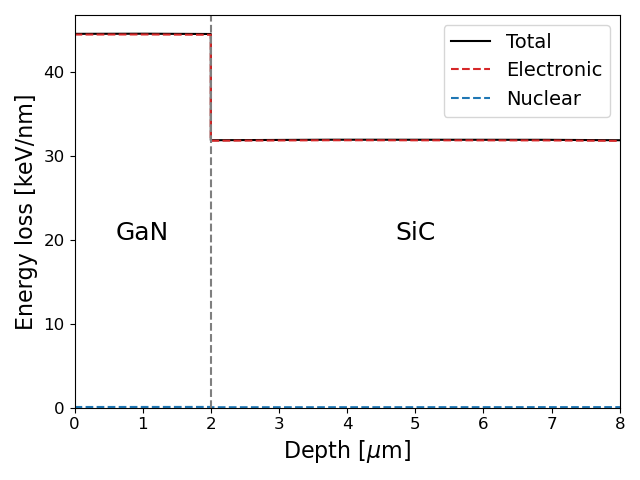 Total
Electronic
Nuclear
GaN
SiC
Energy loss [keV/nm]
40
30
20
10
0
0 1 2 3 4 5 6 7 8
Depth [μm]